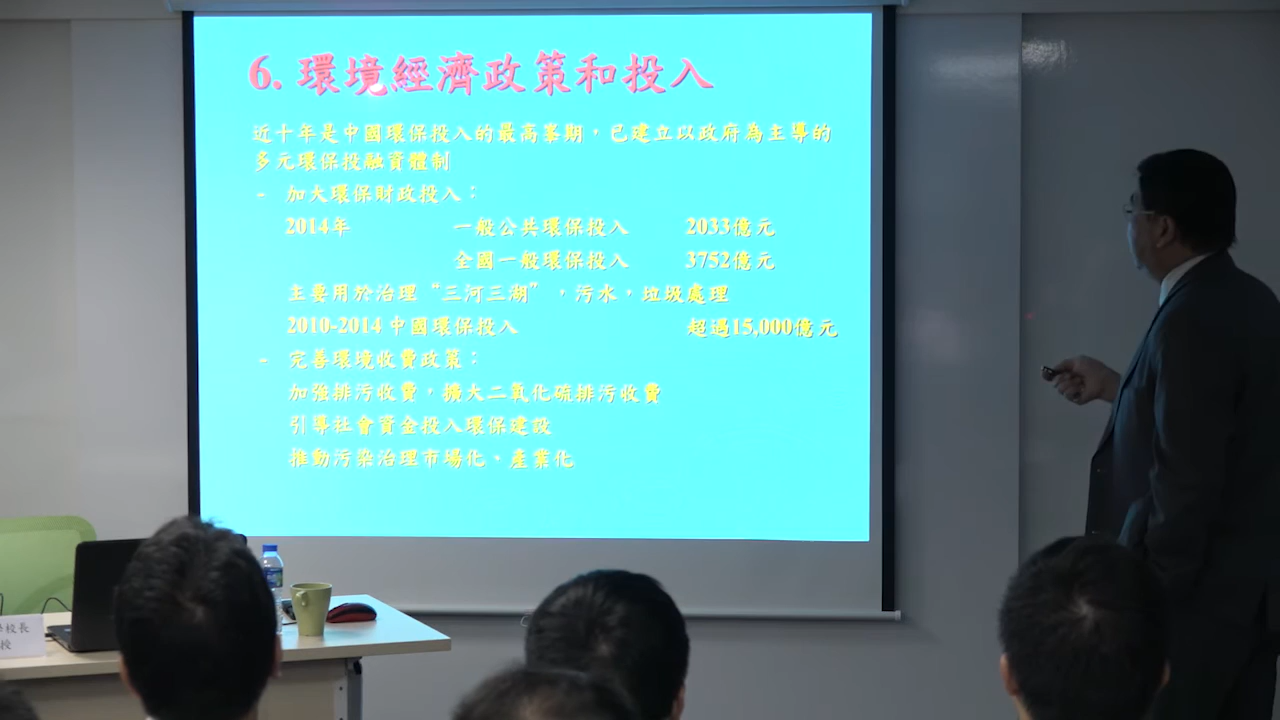 6. 環境經濟政策和投入
近十年是中國環保投入的最高峯期，已建立以政府為主導的
多元環保投融資體制
- 加大環保財政投入：
2014年 一般公共環保投入 2033億元
全國一般環保投入 3752億元
主要用於治理“三河三湖”，污水，垃圾處理
2010-2014 中國環保投入 超過15,000億元
- 完善環境收費政策：
加強排污收費，擴大二氧化硫排污收費
引導社會資金投入環保建設
推動污染治理市場化、產業化
校長
授